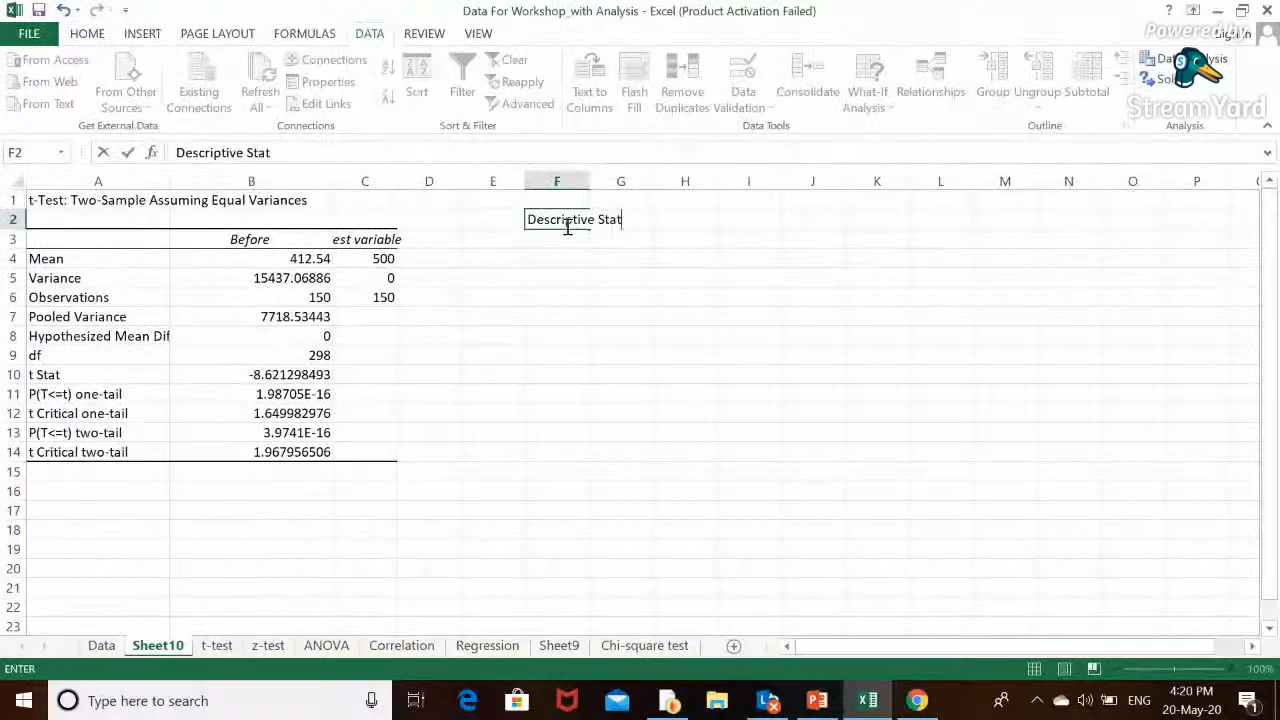 Data For Workshop_with Analysis - Excel (Product Activation Failed)
FILE HOME INSERT PAGE LAYOUT FORMULAS DATA REVIEW VIEW
Powered by
StreamYard
From Access
From Web
From Text
From Other Sources
Existing Connections
Get External Data
Refresh All
Connections
Properties
Edit Links
Connections
Sort
Filter
Clear
Reapply
Advanced
Sort & Filter
Text to Columns
Flash Fill
Remove Duplicates
Data Validation
Consolidate
What-If Analysis
Relationships
Data Tools
Group
Ungroup
Subtotal
Outline
Analysis
F2 fx Descriptive Stat
A B C D E F G H I J K L M N O P
1 t-Test: Two-Sample Assuming Equal Variances
2 Descriptive Stat
3 Before est variable
4 Mean 412.54 500
5 Variance 15437.06886 0
6 Observations 150 150
7 Pooled Variance 7718.53443
8 Hypothesized Mean Dif 0
9 df 298
10 t Stat -8.621298493
11 P(T<=t) one-tail 1.98705E-16
12 t Critical one-tail 1.649982976
13 P(T<=t) two-tail 3.9741E-16
14 t Critical two-tail 1.967956506
15
16
17
18
19
20
21
22
23
Data Sheet10 t-test z-test ANOVA Correlation Regression Sheet9 Chi-square test
ENTER 100%
Type here to search
ENG
4:20 PM
20-May-20
1